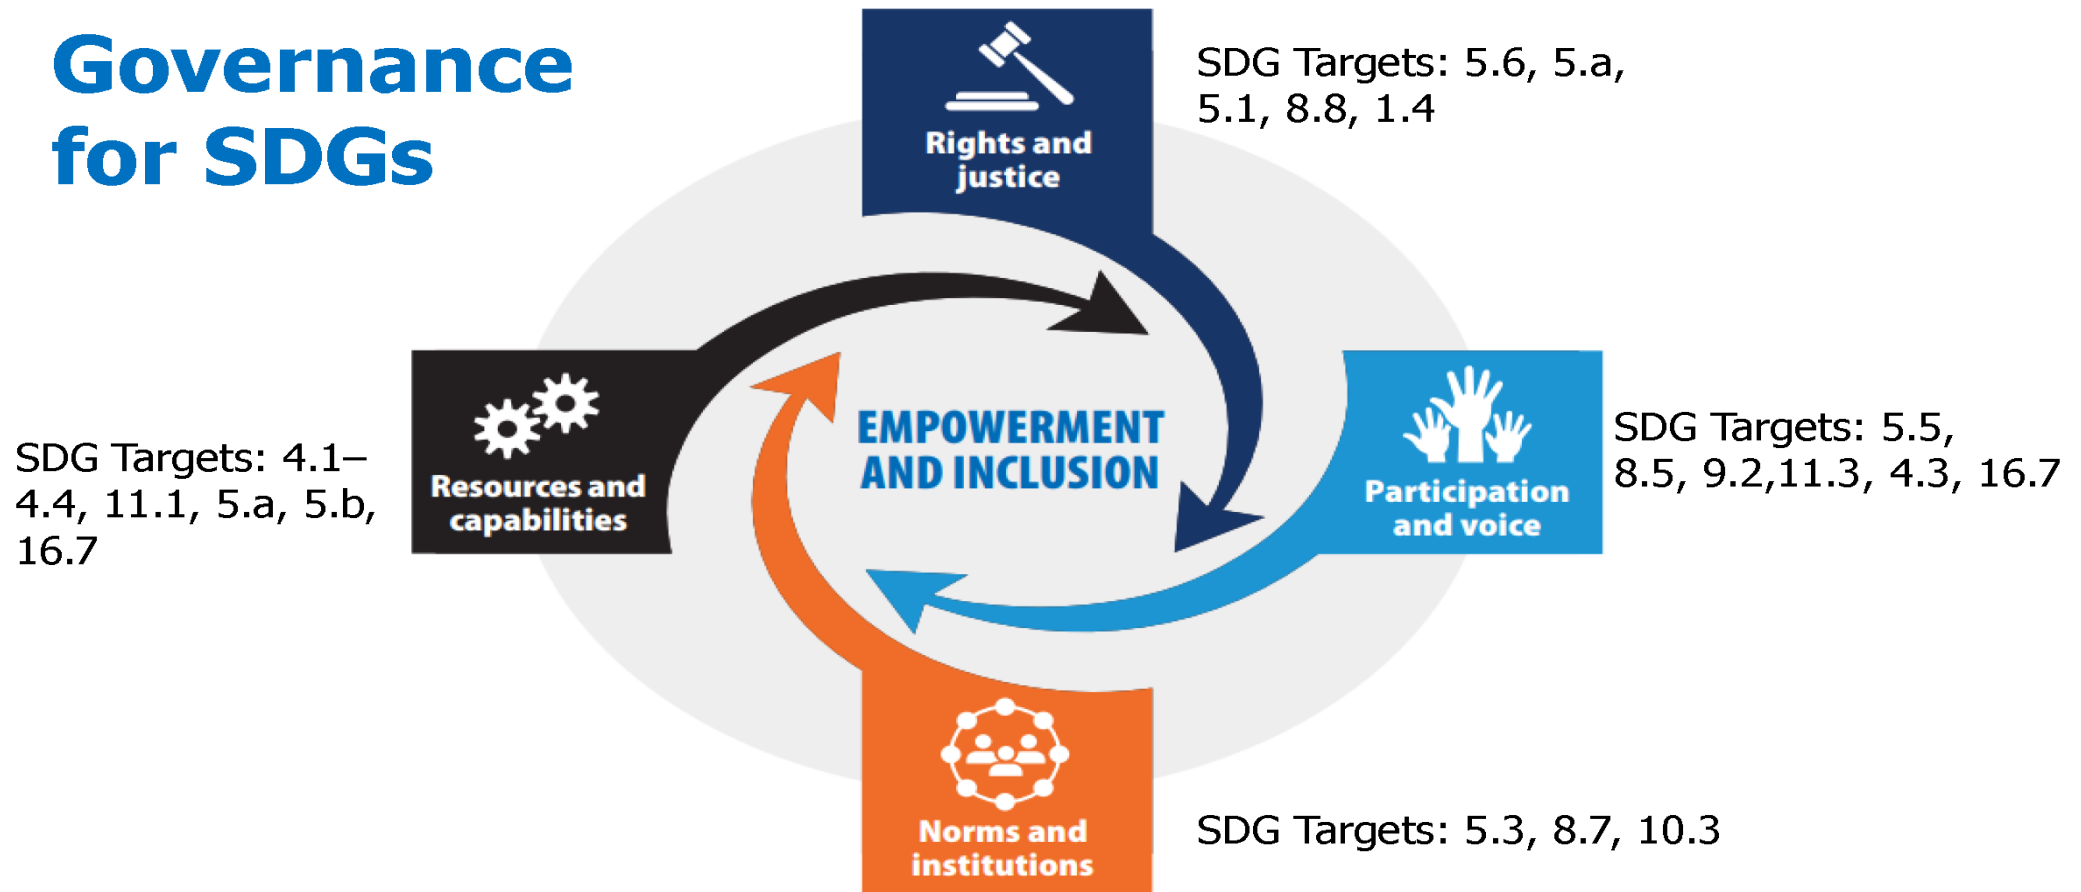 Governance
for SDGs
Rights and
justice
SDG Targets: 5.6, 5.a,
5.1, 8.8, 1.4
EMPOWERMENT
AND INCLUSION
Participation
and voice
SDG Targets: 5.5,
8.5, 9.2,11.3, 4.3, 16.7
SDG Targets: 4.1–
4.4, 11.1, 5.a, 5.b,
16.7
Resources and
capabilities
Norms and
institutions
SDG Targets: 5.3, 8.7, 10.3